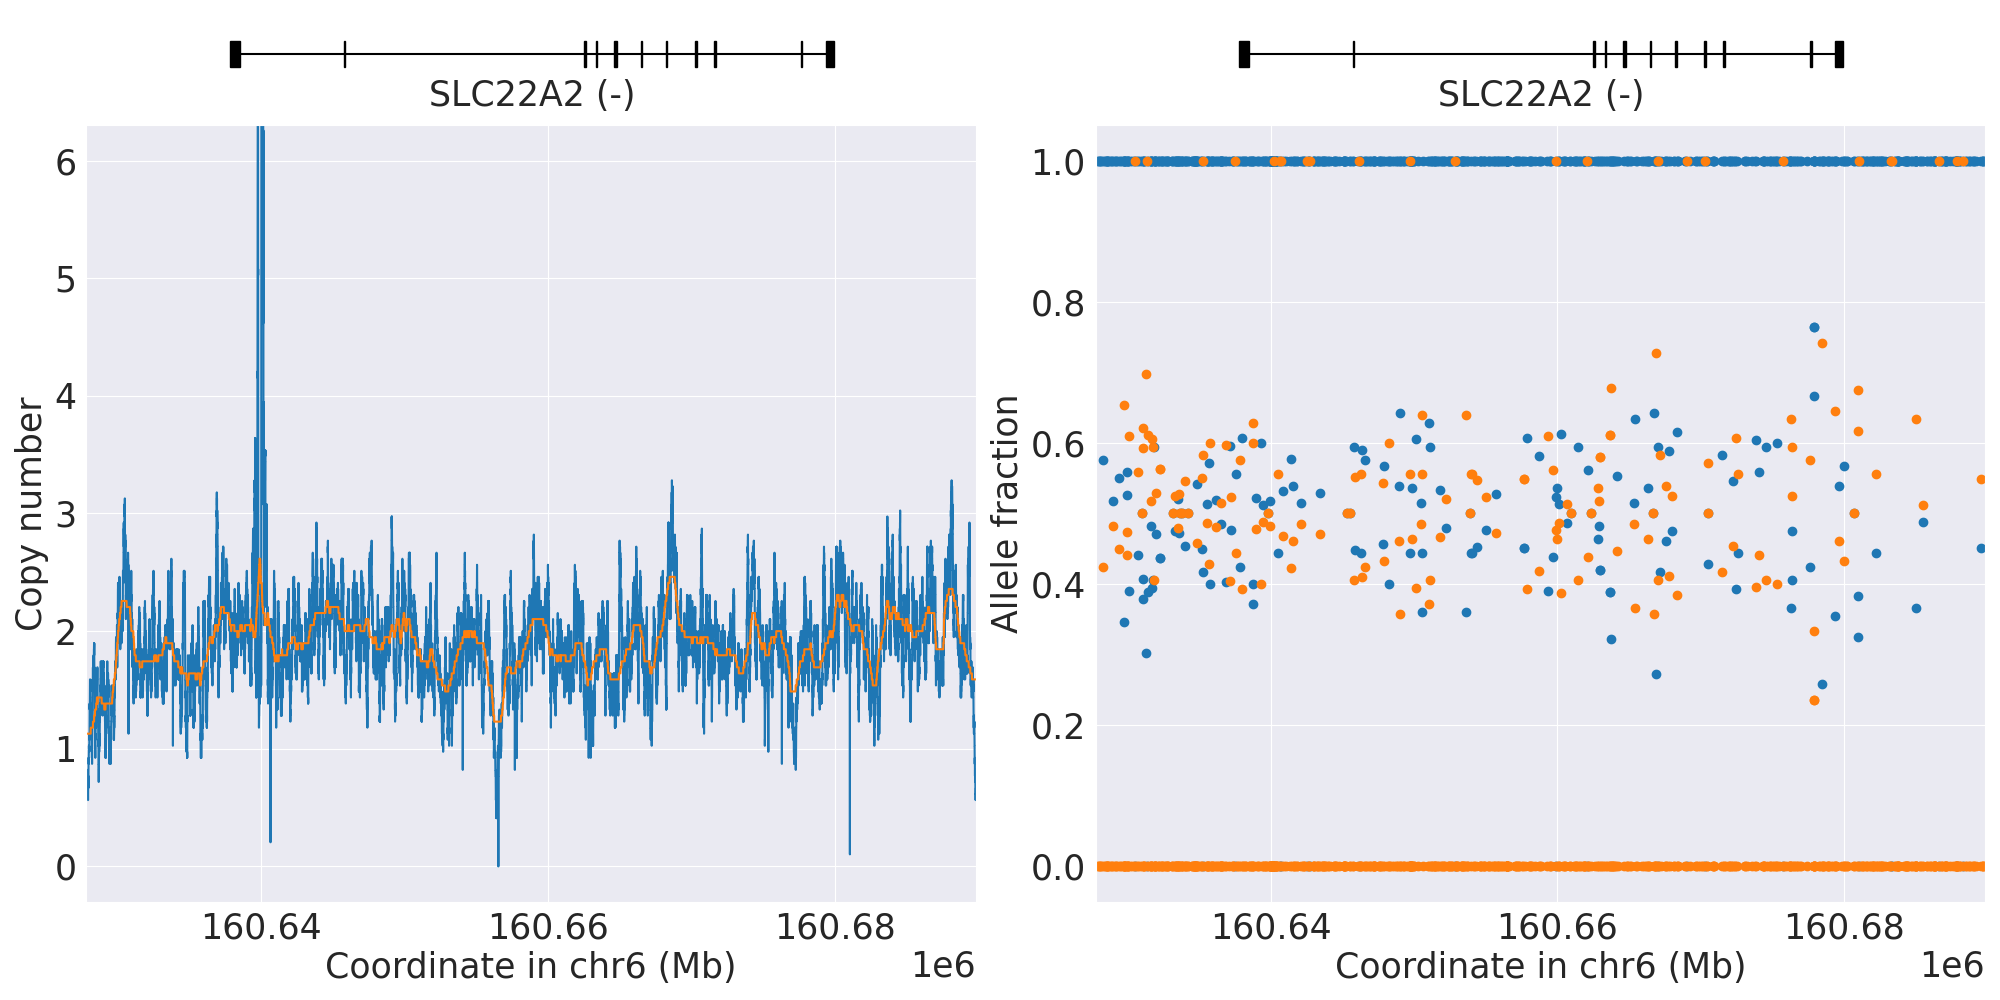 SLC22A2 (-)
Copy number
6
5
4
3
2
1
0
160.64
160.66
160.68
Coordinate in chr6 (Mb)
1e6
SLC22A2 (-)
Allele fraction
1.0
0.8
0.6
0.4
0.2
0.0
160.64
160.66
160.68
Coordinate in chr6 (Mb)
1e6